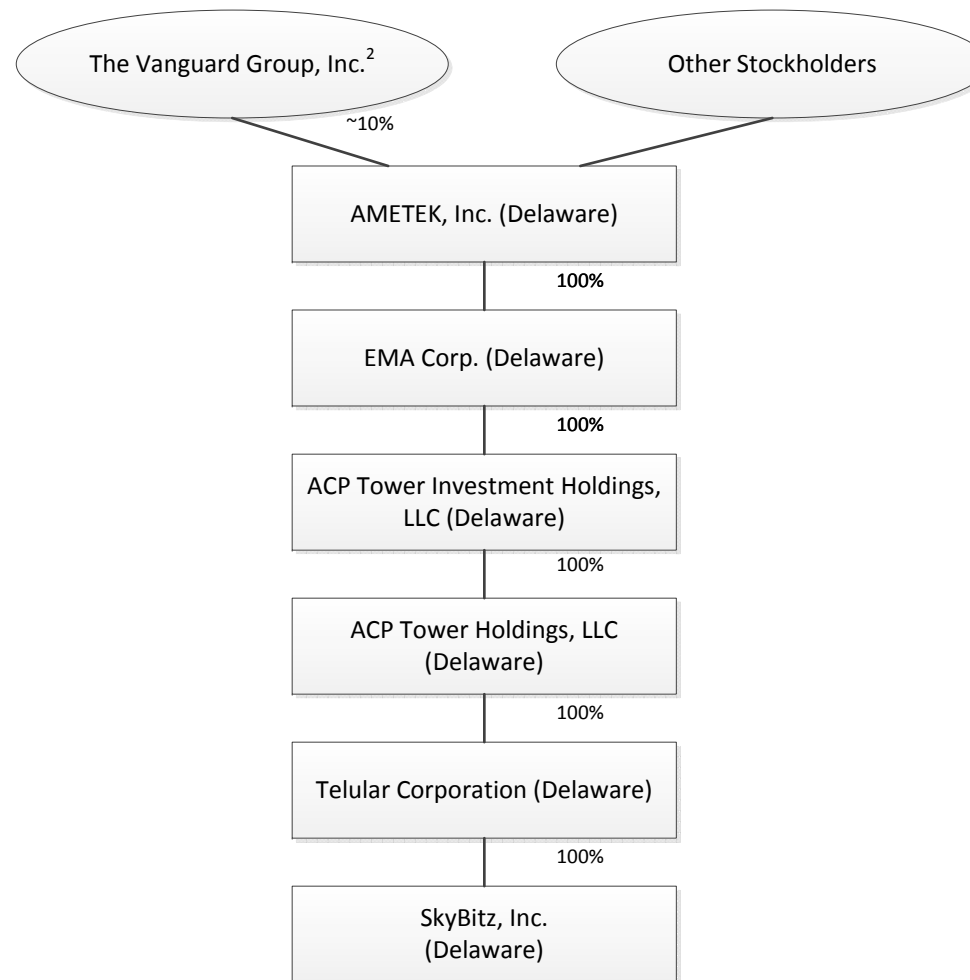 The Vanguard Group, Inc.²
Other Stockholders
~10%
AMETEK, Inc. (Delaware)
100%
EMA Corp. (Delaware)
100%
ACP Tower Investment Holdings,
LLC (Delaware)
100%
ACP Tower Holdings, LLC
(Delaware)
100%
Telular Corporation (Delaware)
100%
SkyBitz, Inc.
(Delaware)